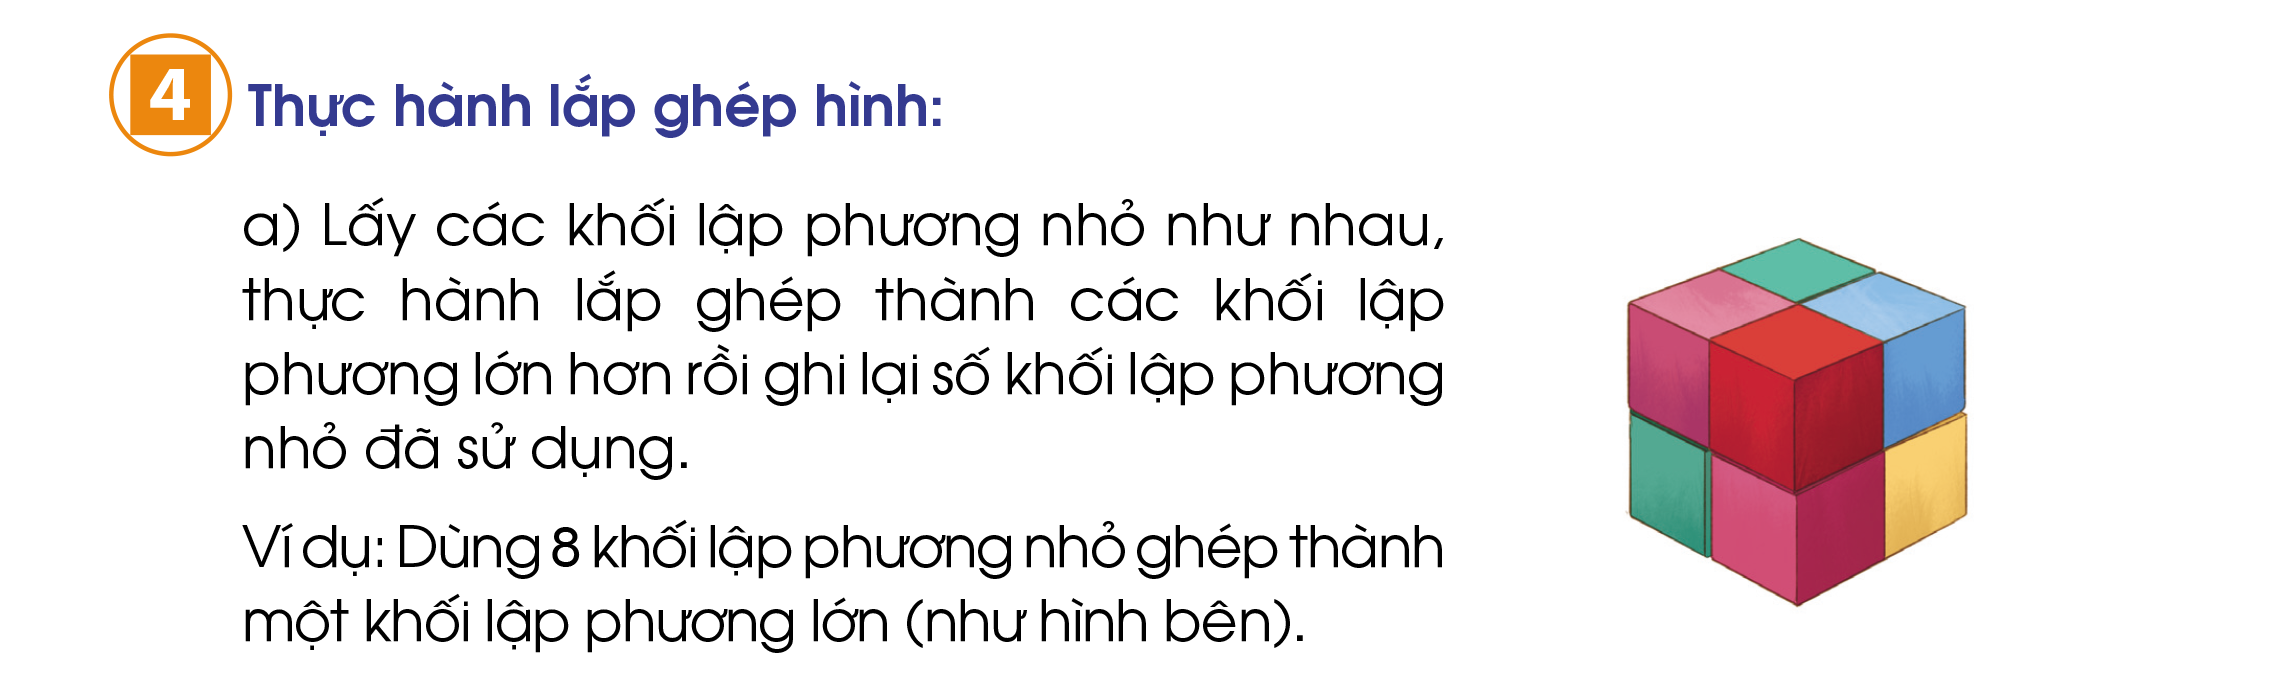 4 Thực hành lắp ghép hình:
a) Lấy các khối lập phương nhỏ như nhau,
thực hành lắp ghép thành các khối lập
phương lớn hơn rồi ghi lại số khối lập phương
nhỏ đã sử dụng.
Ví dụ: Dùng 8 khối lập phương nhỏ ghép thành
một khối lập phương lớn (như hình bên).